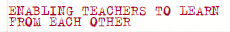 ENABLING TEACHERS TO LEARN
FROM EACH OTHER